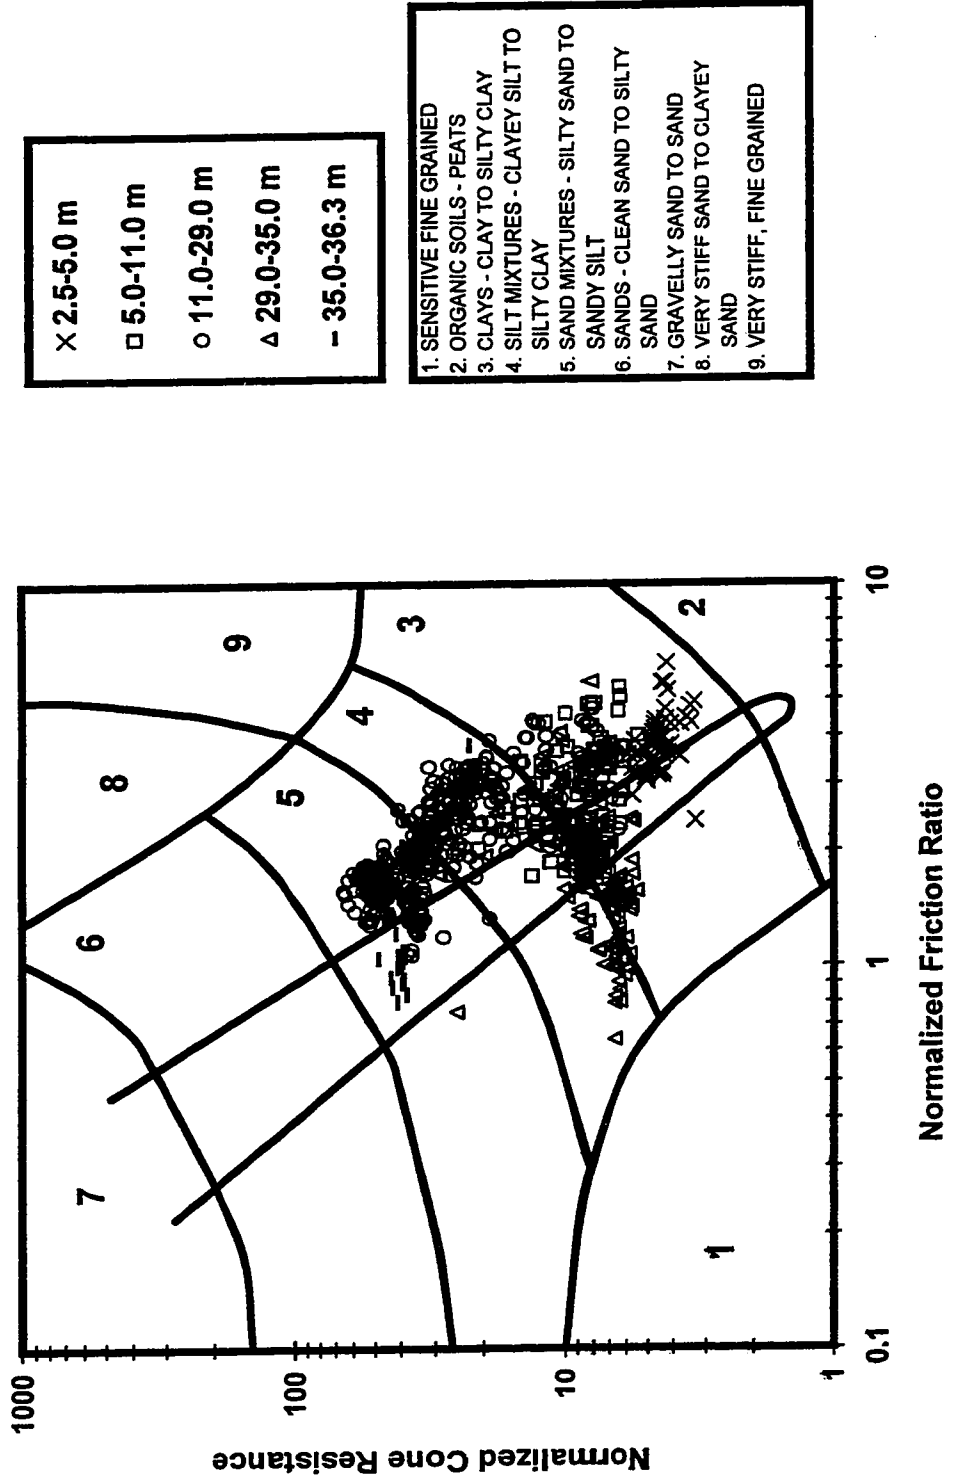 × 2.5-5.0 m
□ 5.0-11.0 m
○ 11.0-29.0 m
△ 29.0-35.0 m
– 35.0-36.3 m
1. SENSITIVE FINE GRAINED
2. ORGANIC SOILS - PEATS
3. CLAYS - CLAY TO SILTY CLAY
4. SILT MIXTURES - CLAYEY SILT TO
SILTY CLAY
5. SAND MIXTURES - SILTY SAND TO
SANDY SILT
6. SANDS - CLEAN SAND TO SILTY
SAND
7. GRAVELLY SAND TO SAND
8. VERY STIFF SAND TO CLAYEY
SAND
9. VERY STIFF, FINE GRAINED
Normalized Cone Resistance
1000
100
10
1
7
6
8
9
5
4
3
1
2
0.1
1
10
Normalized Friction Ratio